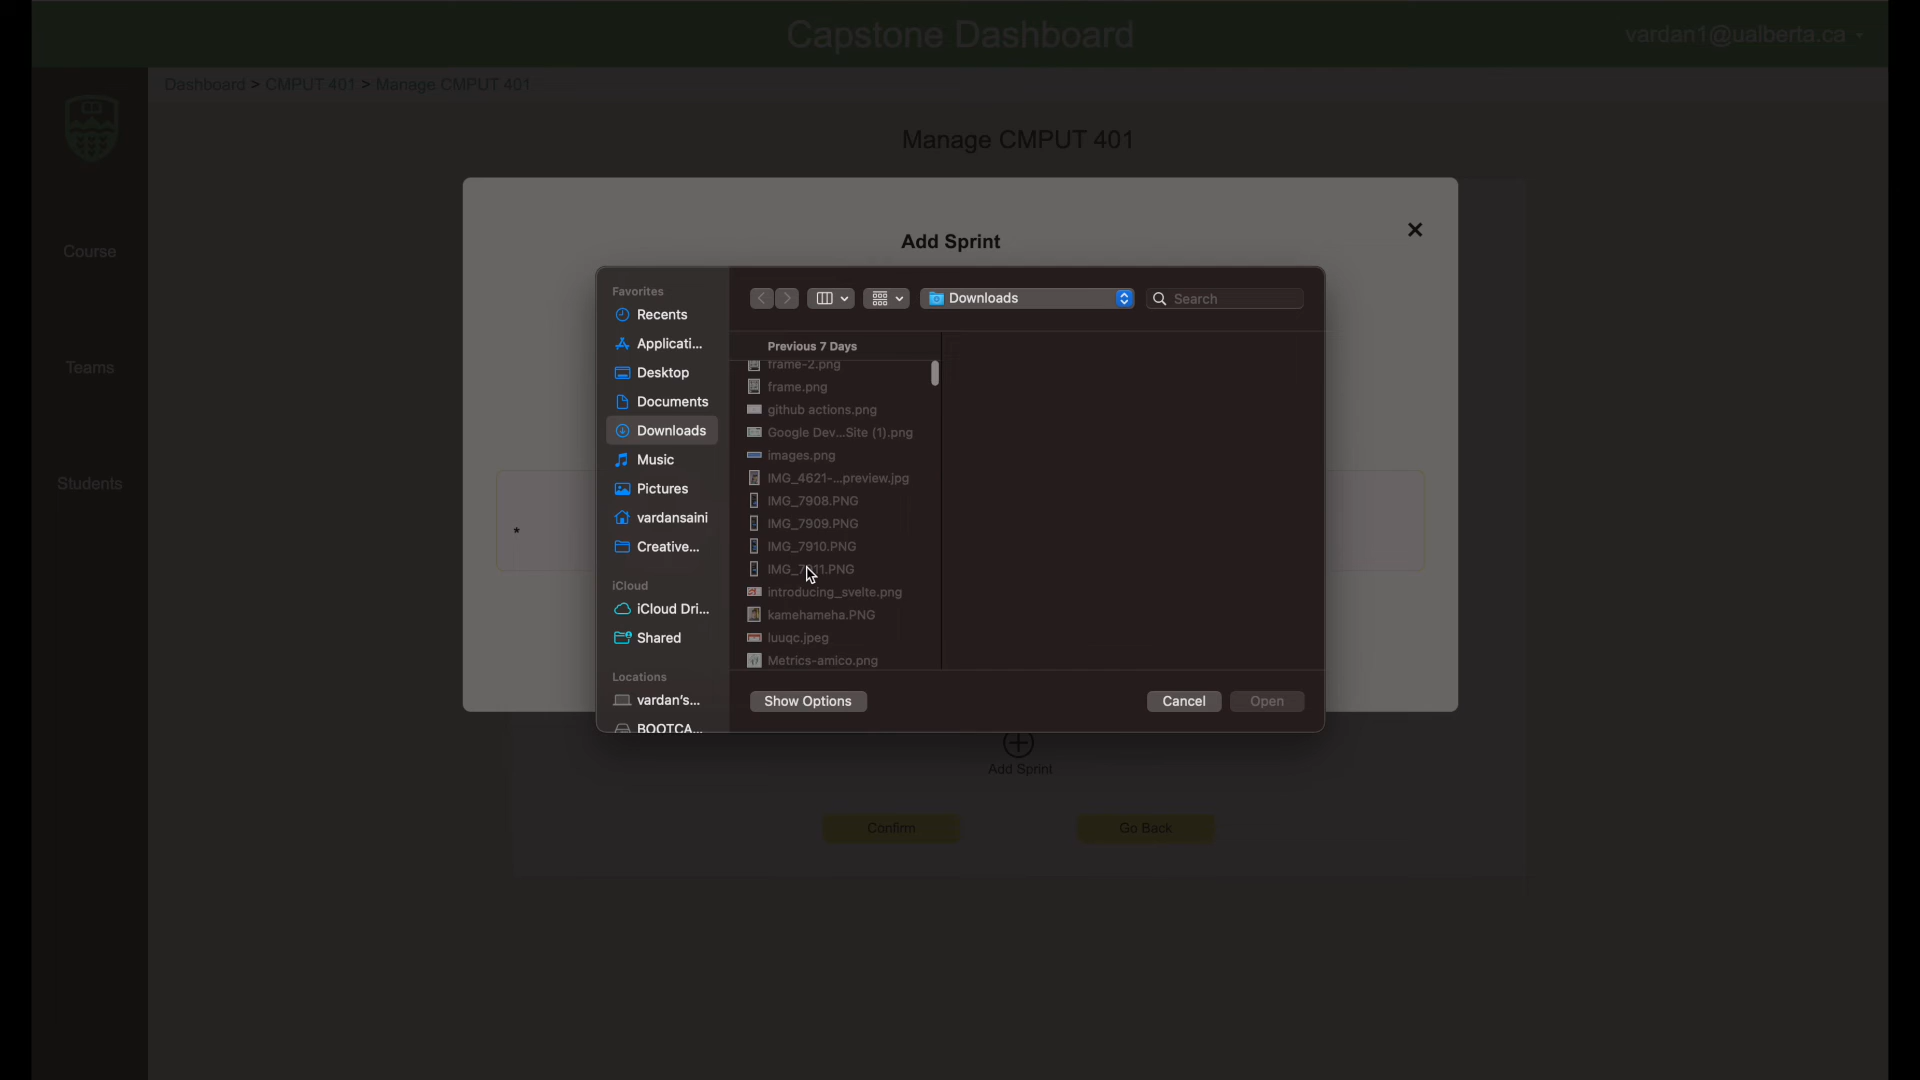 Capstone Dashboard
vardan1@ualberta.ca
Dashboard > CMPUT 401 > Manage CMPUT 401
Manage CMPUT 401
Course
Teams
Students
Add Sprint
×
*
Favorites
Recents
Applicati...
Desktop
Documents
Downloads
Music
Pictures
vardansaini
Creative...
iCloud
iCloud Dri...
Shared
Locations
vardan's...
BOOTCA...
Downloads
Search
Previous 7 Days
frame-2.png
frame.png
github actions.png
Google Dev...Site (1).png
images.png
IMG_4621-...preview.jpg
IMG_7908.PNG
IMG_7909.PNG
IMG_7910.PNG
IMG_7911.PNG
introducing_svelte.png
kamehameha.PNG
luuqc.jpeg
Metrics-amico.png
Show Options
Cancel
Open
Add Sprint
Confirm
Go Back